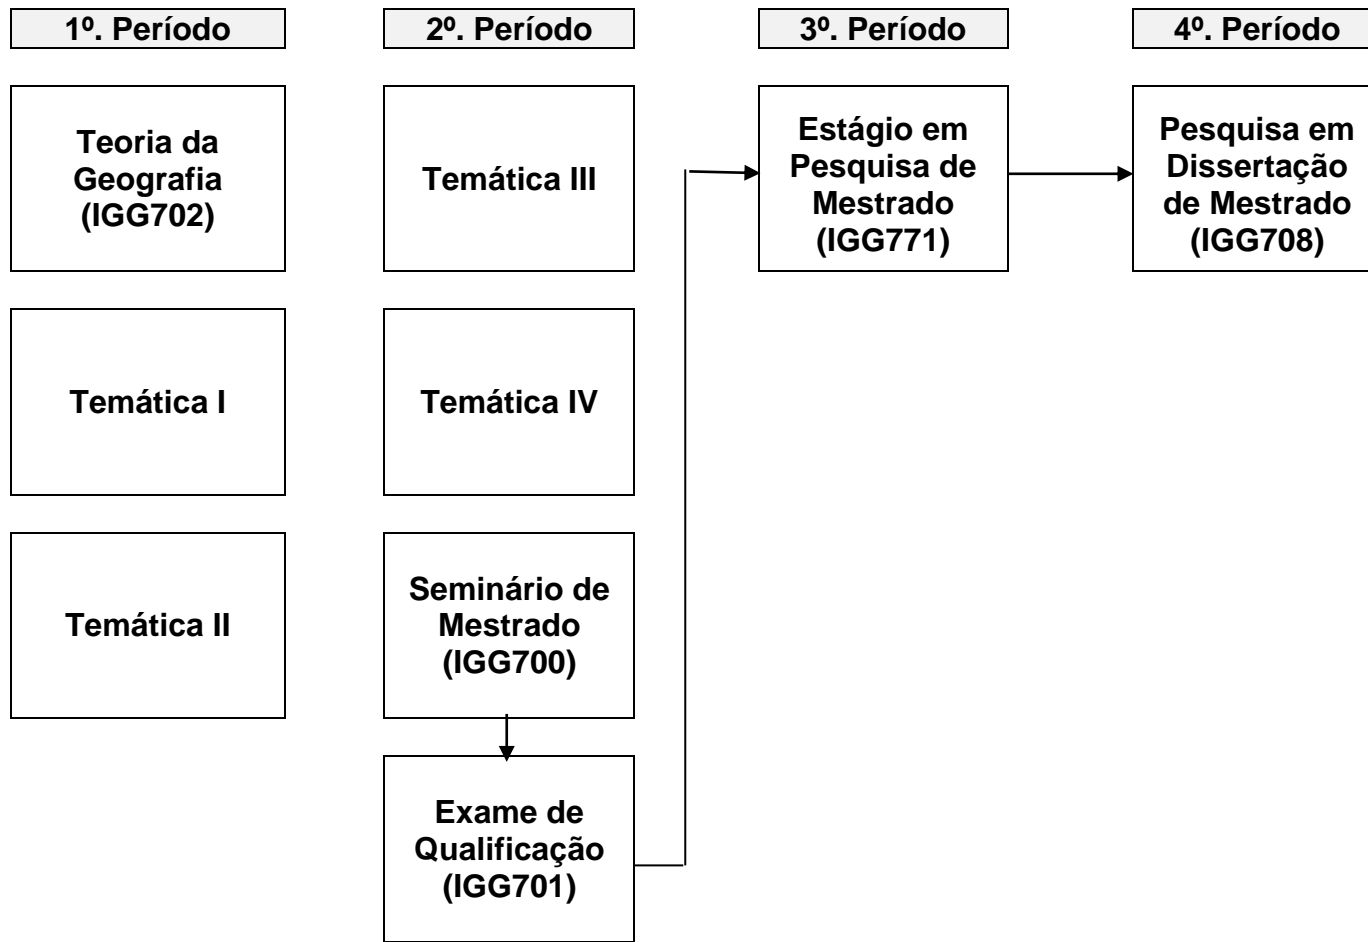 1º. Período
2º. Período
3º. Período
4º. Período
Teoria da
Geografia
(IGG702)
Temática III
Estágio em
Pesquisa de
Mestrado
(IGG771)
Pesquisa em
Dissertação
de Mestrado
(IGG708)
Temática I
Temática IV
Temática II
Seminário de
Mestrado
(IGG700)
Exame de
Qualificação
(IGG701)